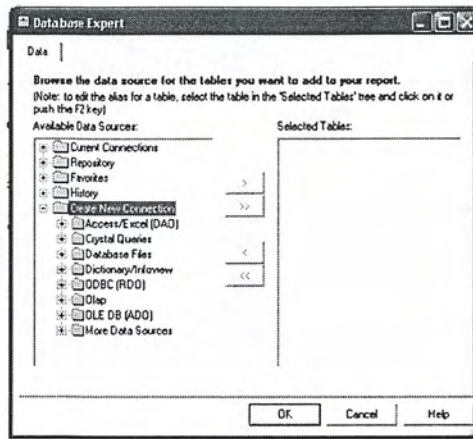 Database Expert
Data
Browse the data source for the tables you want to add to your report.
(Note: to edit the alias for a table, select the table in the 'Selected Tables' tree and click on it or
push the F2 key)
Available Data Sources:
Selected Tables:
Current Connections
Repository
Favorites
History
Create New Connection
Access/Excel (DAO)
Crystal Queries
Database Files
Dictionary/Infoview
ODBC (RDO)
Olap
OLE DB (ADO)
More Data Sources
>
>>
<
<<
OK
Cancel
Help